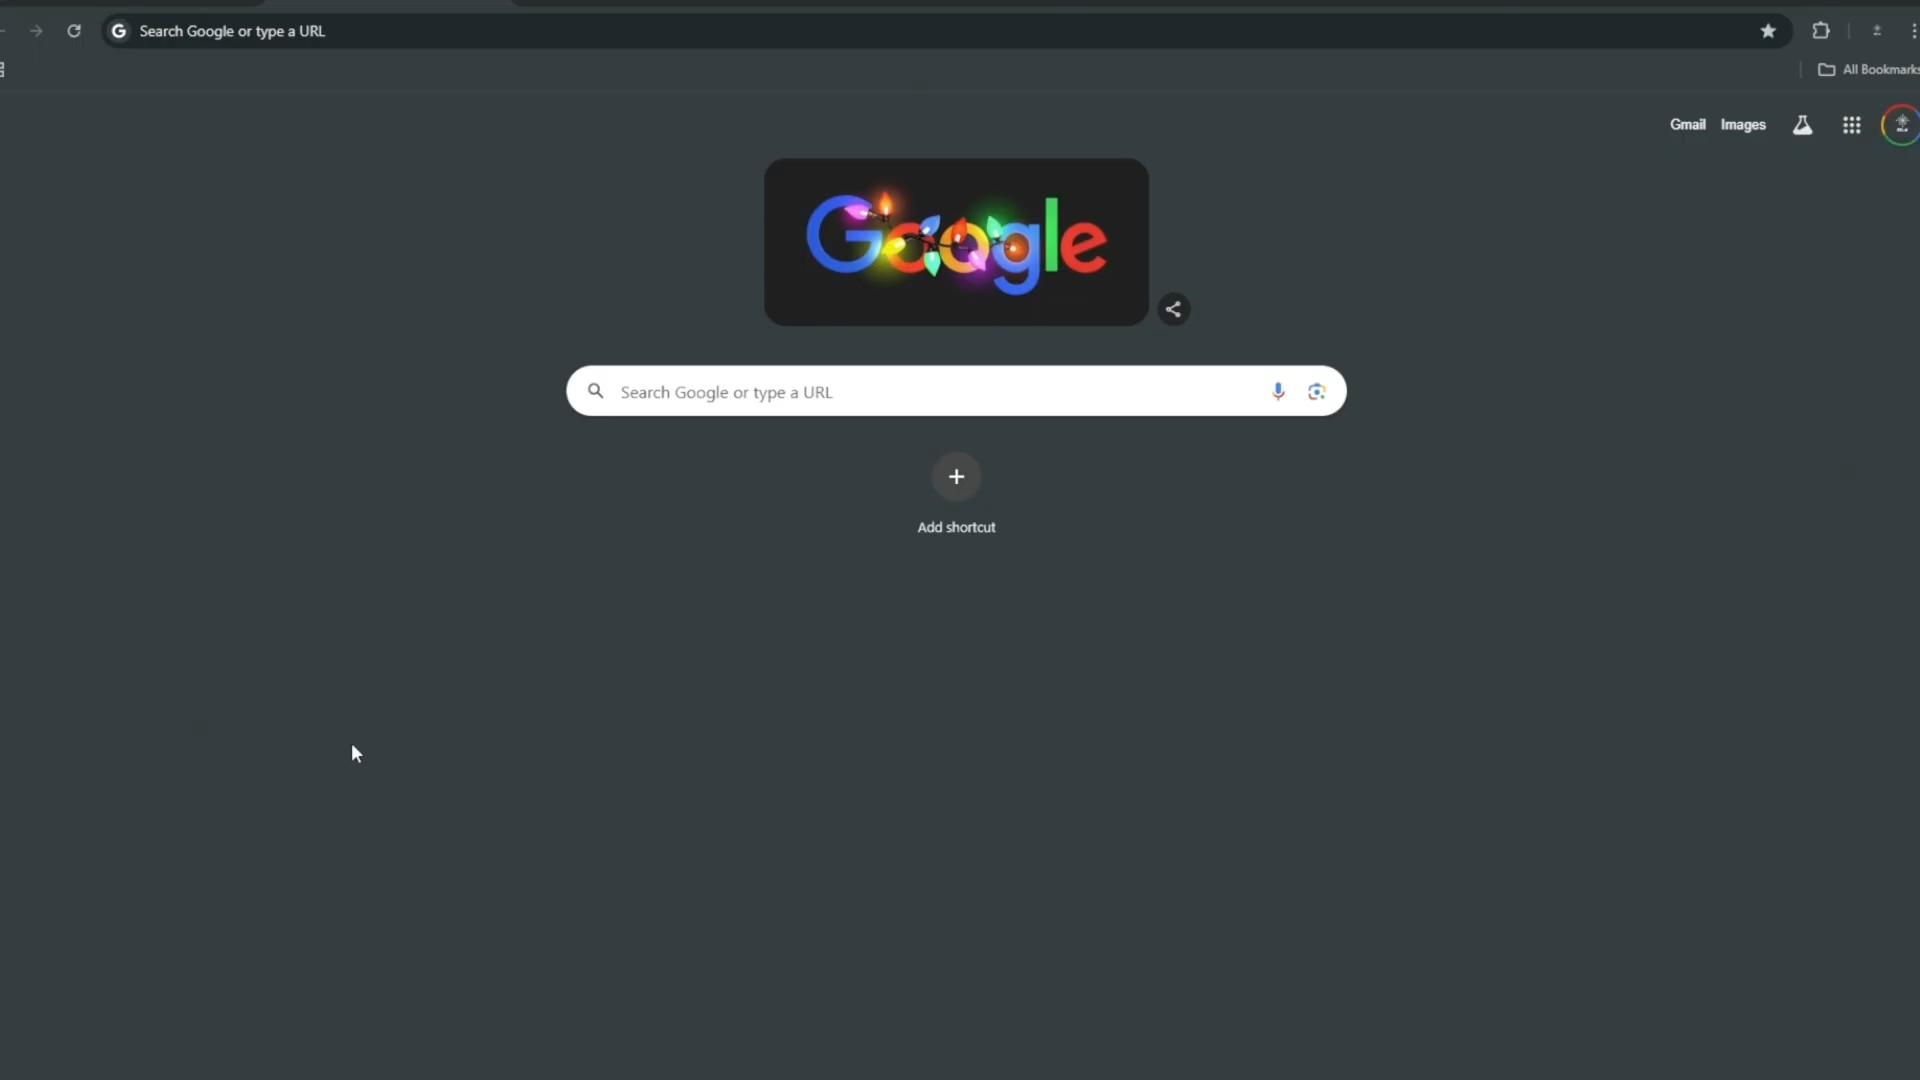 Search Google or type a URL
All Bookmarks
Gmail Images
Google
Search Google or type a URL
Add shortcut